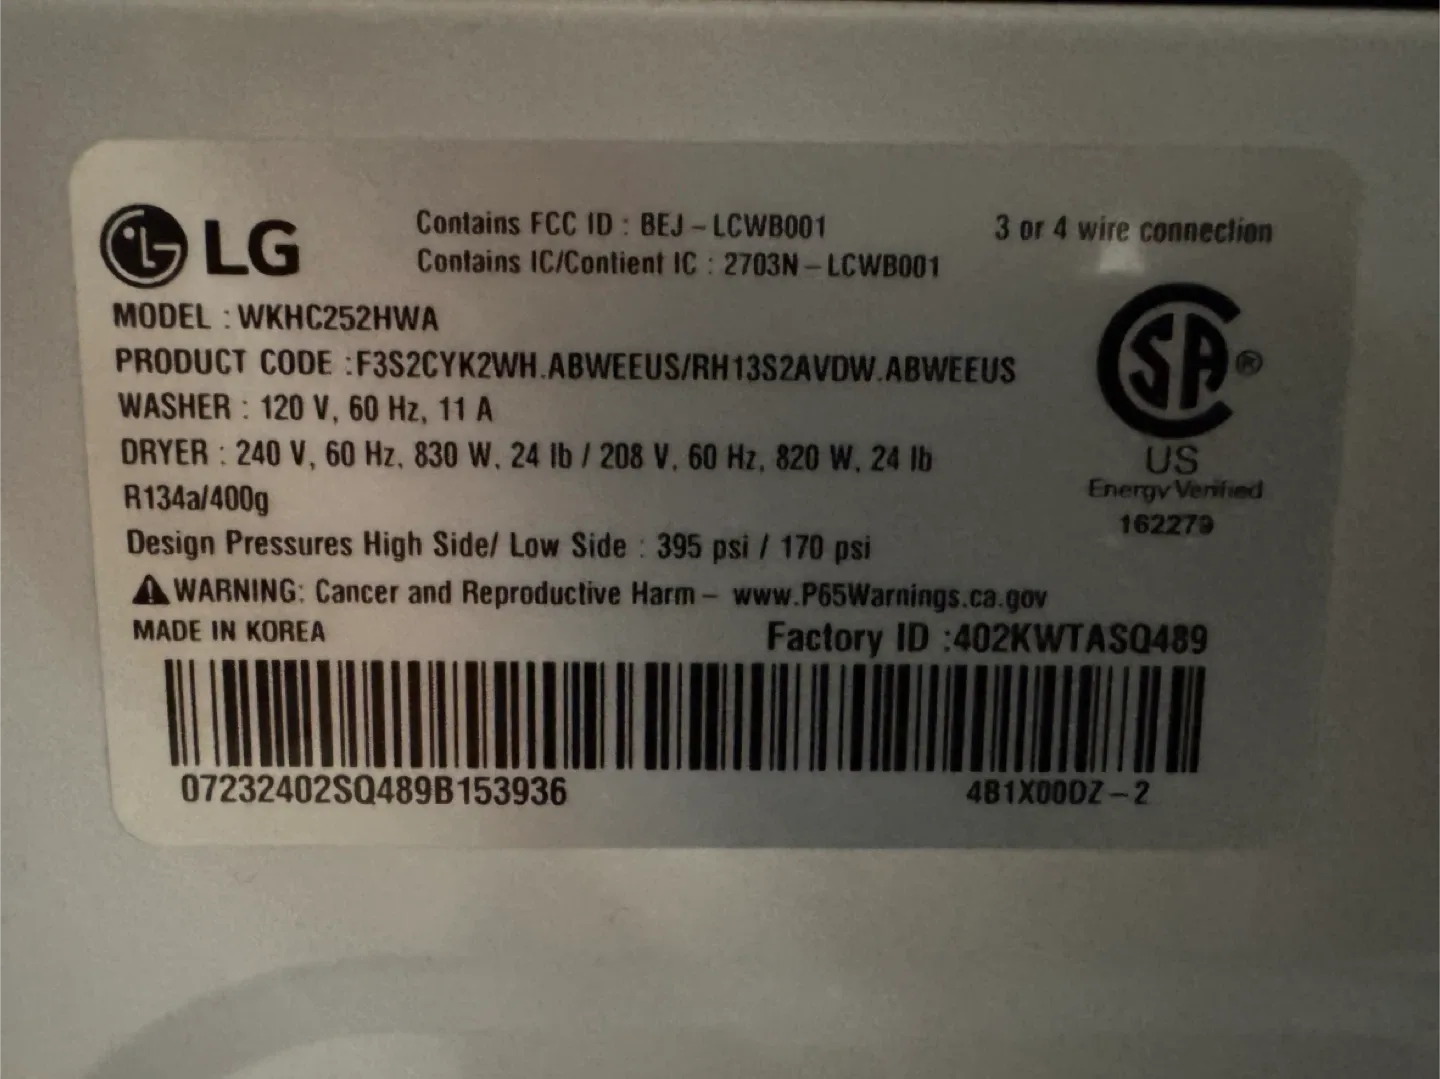 LG
Contains FCC ID : BEJ-LCWB001
Contains IC/Contient IC : 2703N-LCWB001
3 or 4 wire connection
MODEL : WKHC252HWA
PRODUCT CODE :F3S2CYK2WH.ABWEEUS/RH13S2AVDW.ABWEEUS
WASHER : 120 V, 60 Hz, 11 A
DRYER : 240 V, 60 Hz, 830 W, 24 lb / 208 V, 60 Hz, 820 W, 24 lb
R134a/400g
Design Pressures High Side/ Low Side : 395 psi / 170 psi
WARNING: Cancer and Reproductive Harm - www.P65Warnings.ca.gov
MADE IN KOREA
SA ®
US
Energy Verified
162279
Factory ID :402KWTASQ489
07232402SQ489B153936
4B1X00DZ-2